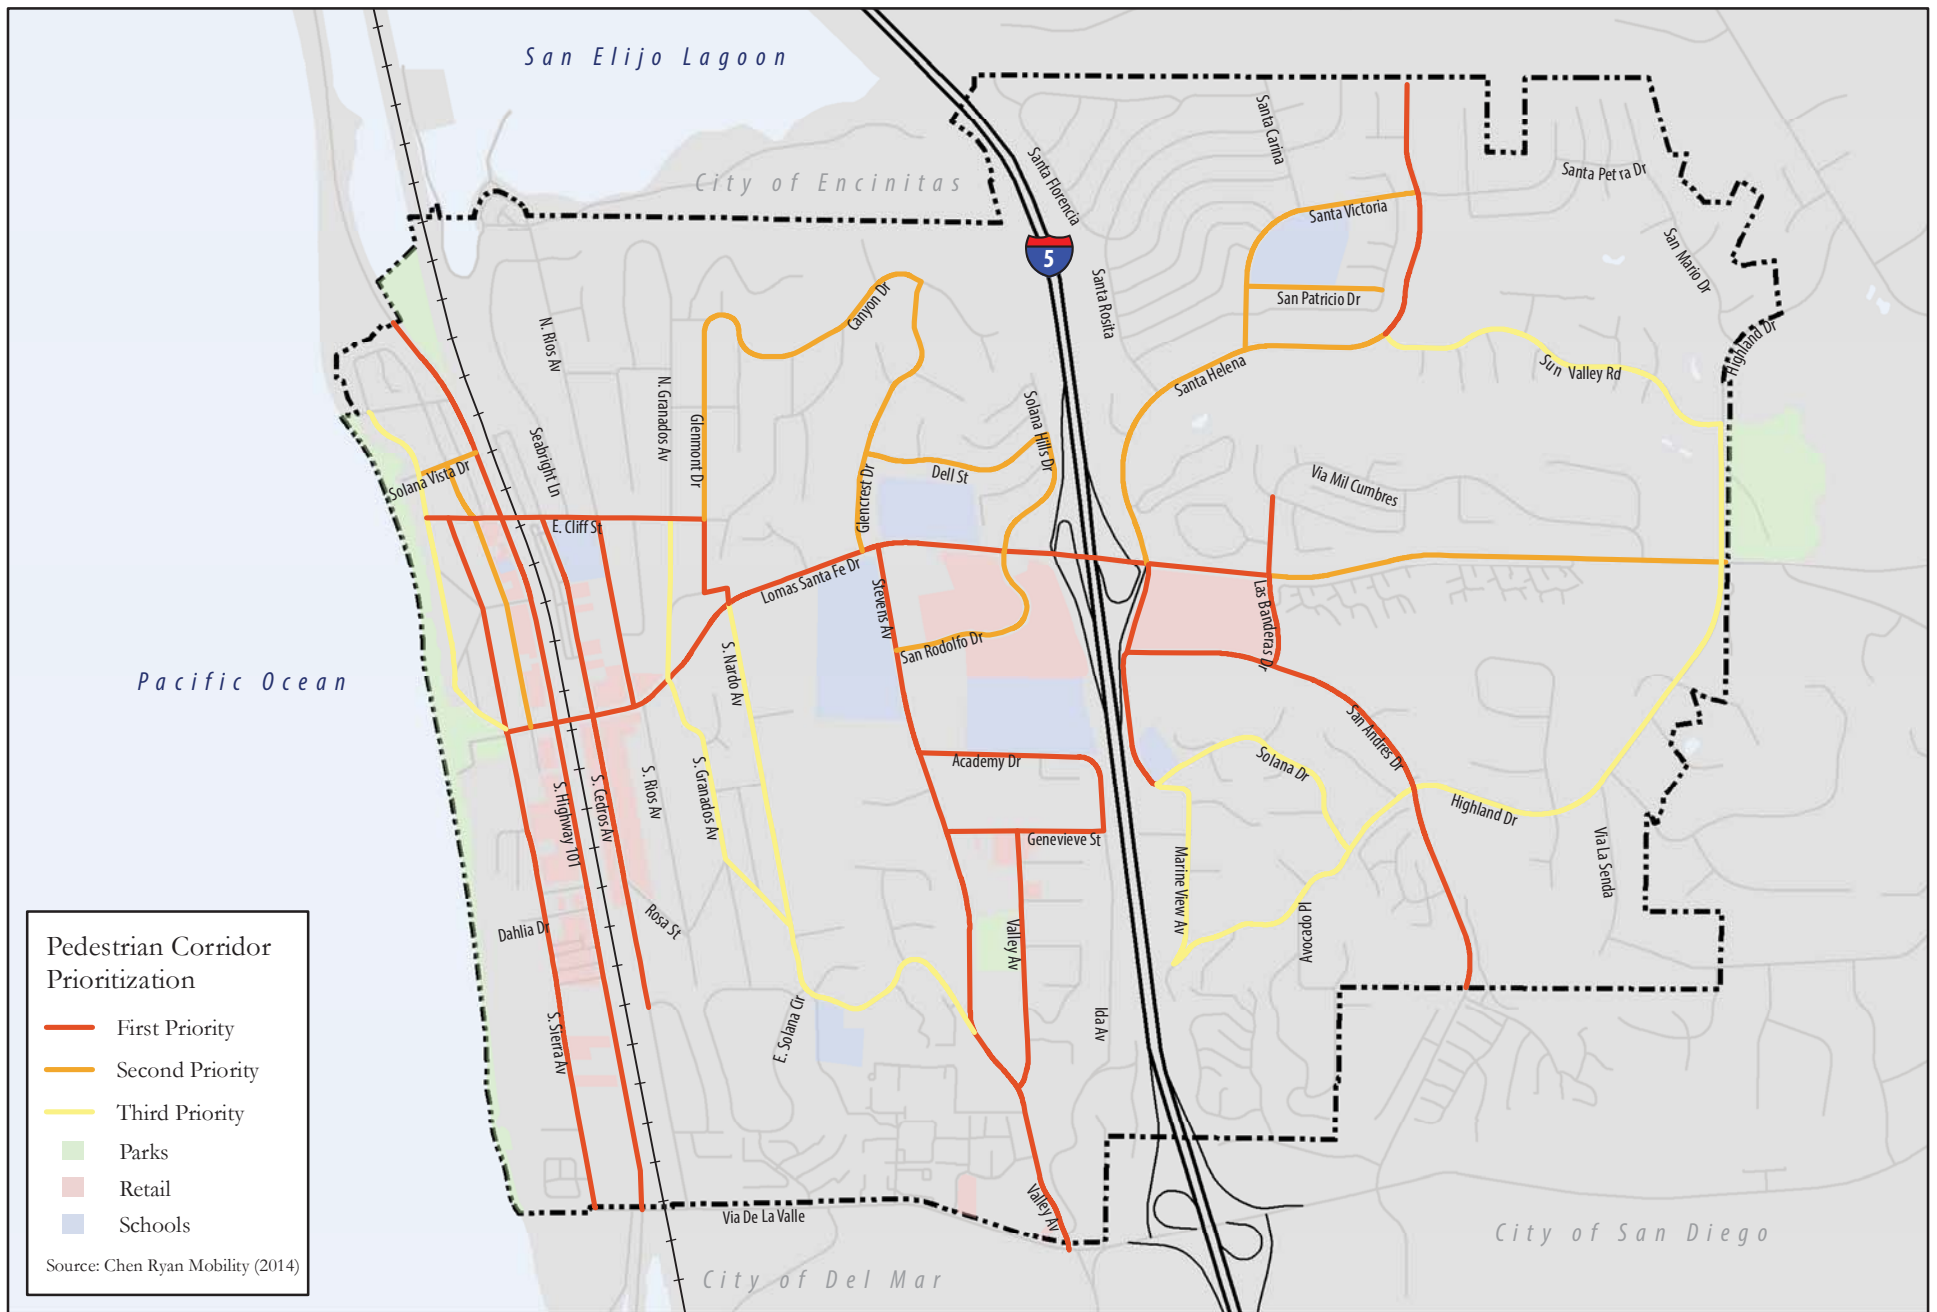 San Elijo Lagoon
City of Encinitas
Santa Florencia
Santa Carina
Santa Petra Dr
Santa Victoria
San Mario Dr
5
Santa Rosita
San Patricio Dr
Canyon Dr
N. Rios Av
Highland Dr
Sun Valley Rd
Santa Helena
N. Granados Av
Glenmont Dr
Solana Hills Dr
Seabright Ln
Solana Vista Dr
Dell St
Glencrest Dr
Via Mil Cumbres
E. Cliff St
Lomas Santa Fe Dr
Stevens Av
Las Banderas Dr
San Rodolfo Dr
S. Nardo Av
Pacific Ocean
San Andres Dr
Academy Dr
Solana Dr
S. Granados Av
S. Rios Av
S. Cedros Av
S. Highway 101
Genevieve St
Highland Dr
Via La Senda
Marine View Av
Avocedo Pl
Rosa St
Dahlia Dr
Valley Av
Ida Av
E. Solana Cir
S. Sierra Av
Valley Av
Via De La Valle
City of San Diego
City of Del Mar
Pedestrian Corridor
Prioritization
First Priority
Second Priority
Third Priority
Parks
Retail
Schools
Source: Chen Ryan Mobility (2014)